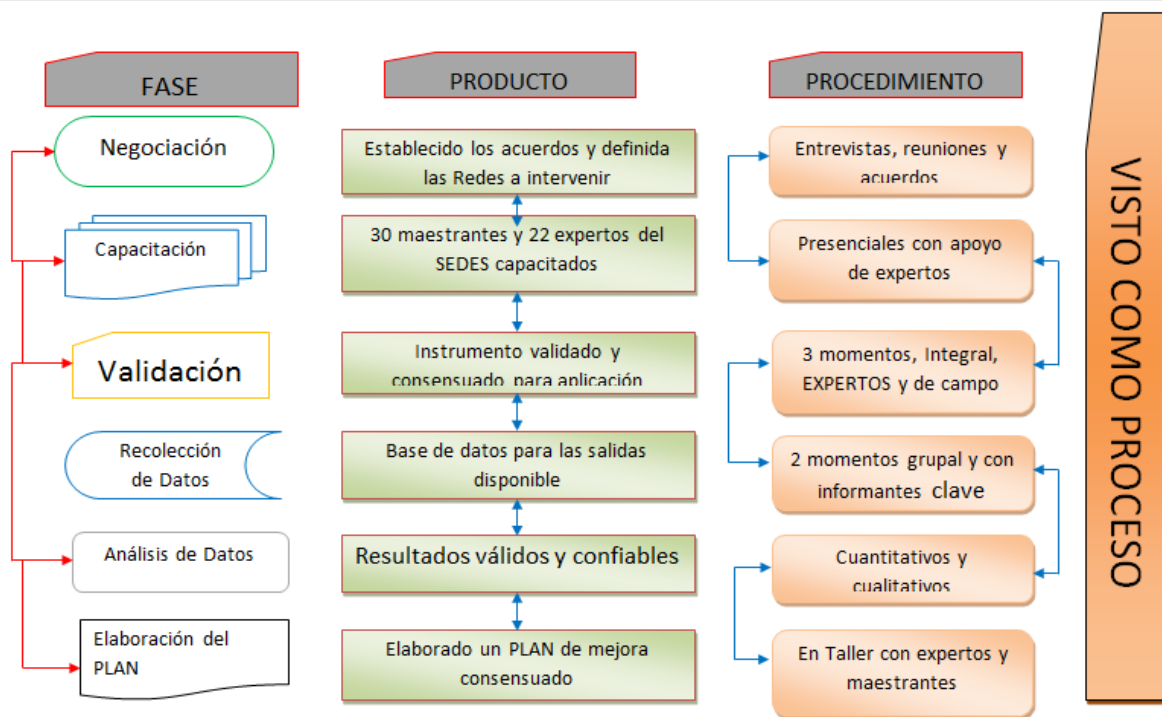 FASE
PRODUCTO
PROCEDIMIENTO
Negociación
Establecido los acuerdos y definida
las Redes a intervenir
Entrevistas, reuniones y
acuerdos
Capacitación
30 maestrantes y 22 expertos del
SEDES capacitados
Presenciales con apoyo
de expertos
Validación
Instrumento validado y
consensuado para aplicación
3 momentos, Integral,
EXPERTOS y de campo
Recolección
de Datos
Base de datos para las salidas
disponible
2 momentos grupal y con
informantes clave
Análisis de Datos
Resultados válidos y confiables
Cuantitativos y
cualitativos
Elaboración del
PLAN
Elaborado un PLAN de mejora
consensuado
En Taller con expertos y
maestrantes
VISTO COMO PROCESO